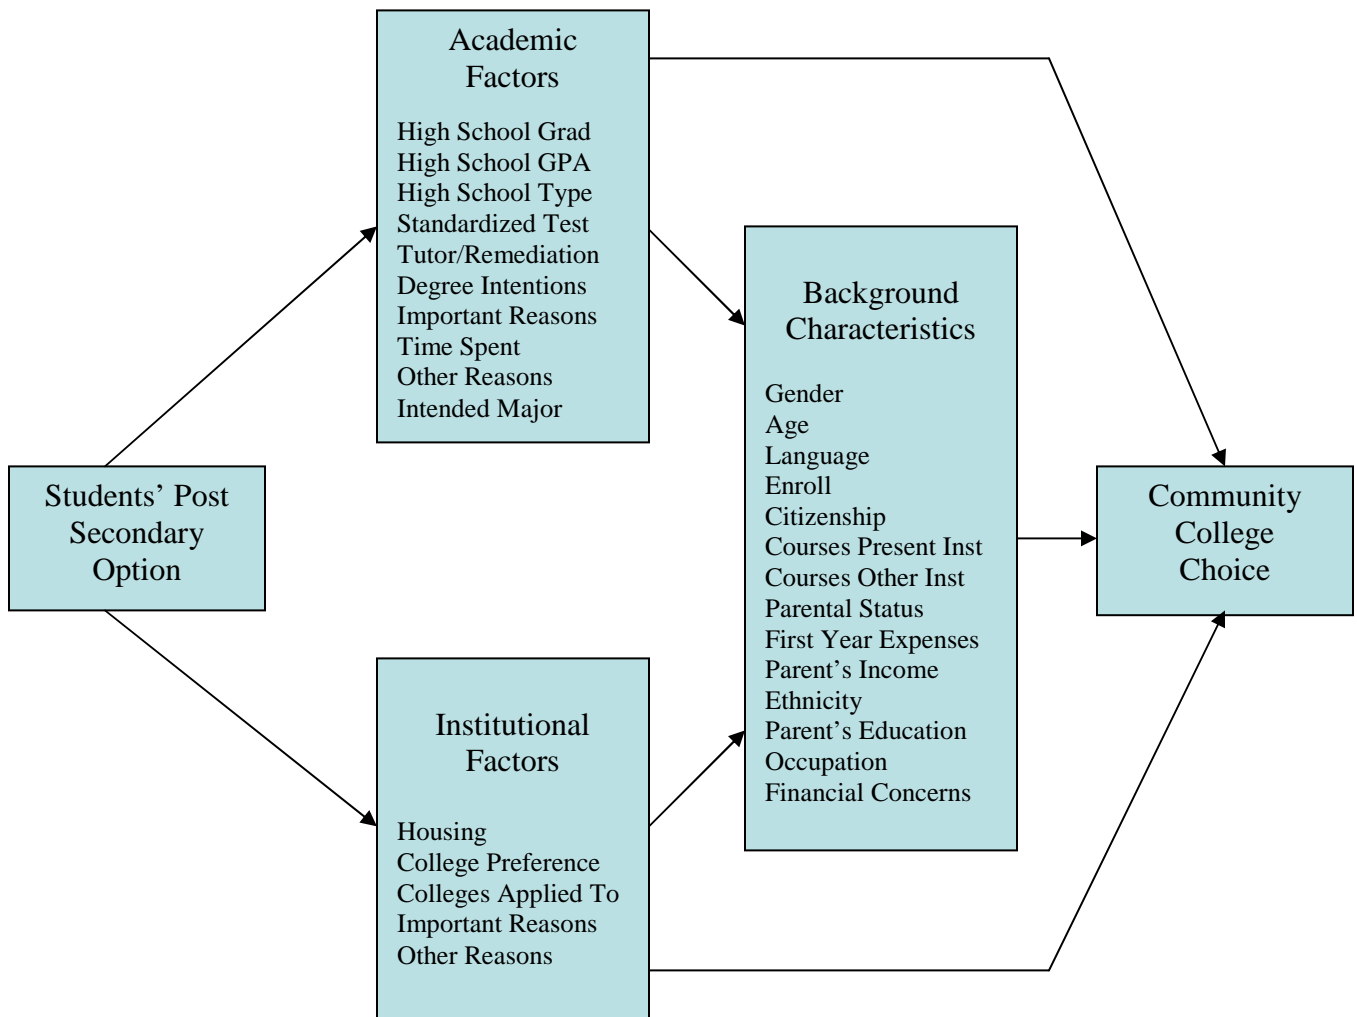 Academic
Factors
High School Grad
High School GPA
High School Type
Standardized Test
Tutor/Remediation
Degree Intentions
Important Reasons
Time Spent
Other Reasons
Intended Major
Students’ Post
Secondary
Option
Institutional
Factors
Housing
College Preference
Colleges Applied To
Important Reasons
Other Reasons
Background
Characteristics
Gender
Age
Language
Enroll
Citizenship
Courses Present Inst
Courses Other Inst
Parental Status
First Year Expenses
Parent’s Income
Ethnicity
Parent’s Education
Occupation
Financial Concerns
Community
College
Choice